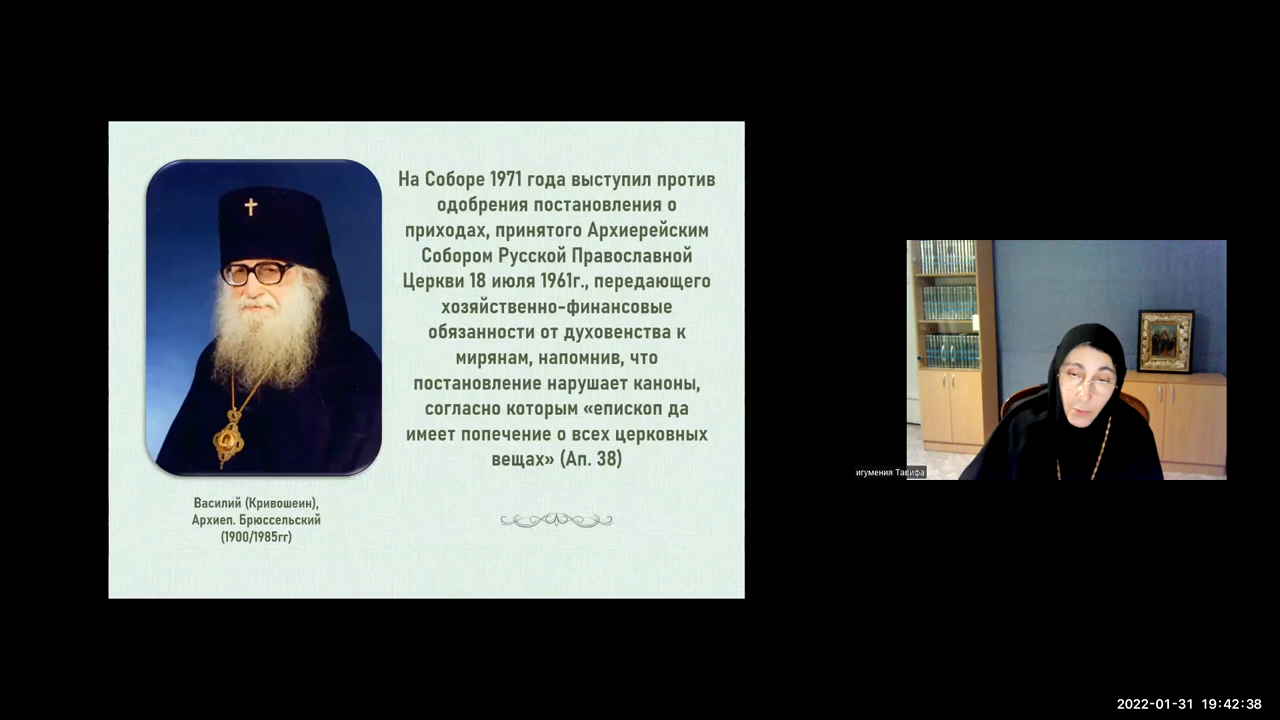 На Соборе 1971 года выступил против
одобрения постановления о
приходах, принятого Архиерейским
Собором Русской Православной
Церкви 18 июля 1961г., передающего
хозяйственно-финансовые
обязанности от духовенства к
мирянам, напомнив, что
постановление нарушает каноны,
согласно которым «епископ да
имеет попечение о всех церковных
вещах» (Ап. 38)
Василий (Кривошеин),
Архиеп. Брюссельский
(1900/1985гг)
игумения Тавифа
2022-01-31 19:42:38